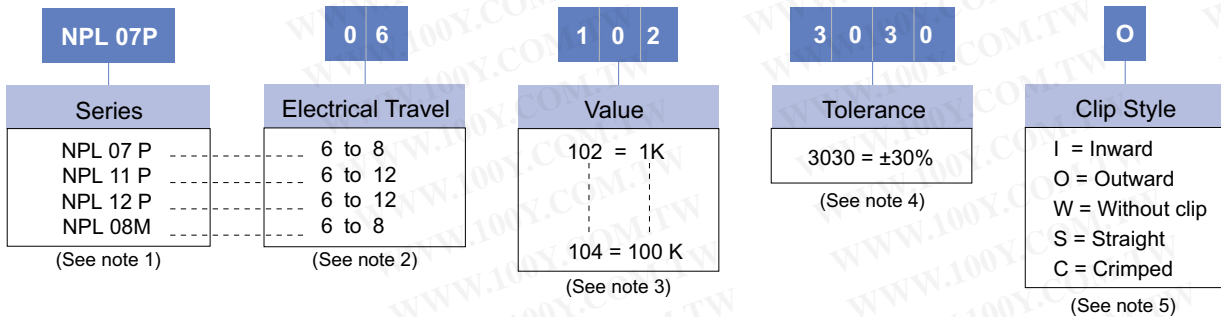 NPL 07P
0 6
1 0 2
3 0 3 0
O
Series
NPL 07 P
NPL 11 P
NPL 12 P
NPL 08M
(See note 1)
Electrical Travel
6 to 8
6 to 12
6 to 12
6 to 8
(See note 2)
Value
102 = 1K
104 = 100 K
(See note 3)
Tolerance
3030 = ±30%
(See note 4)
Clip Style
I = Inward
O = Outward
W = Without clip
S = Straight
C = Crimped
(See note 5)
WWW.100Y.COM.TW